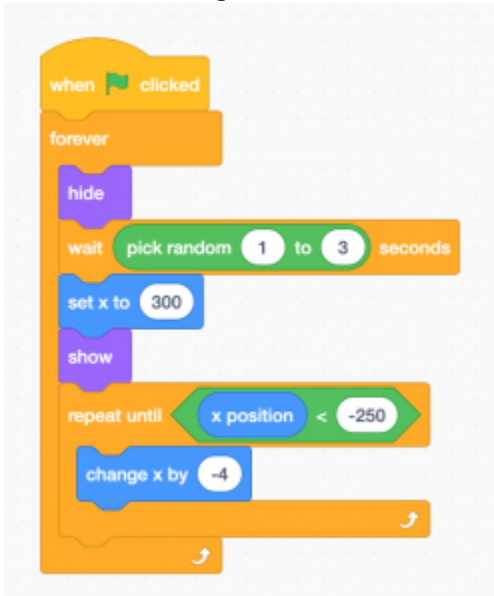 when clicked
forever
hide
wait pick random 1 to 3 seconds
set x to 300
show
repeat until x position < -250
change x by -4